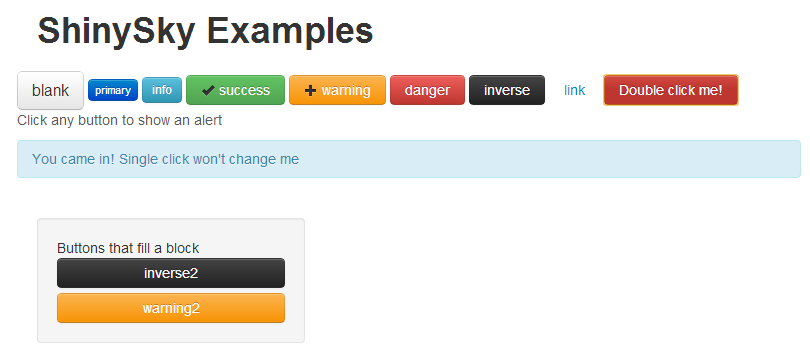 ShinySky Examples
blank primary info success warning danger inverse link Double click me!
Click any button to show an alert
You came in! Single click won't change me
Buttons that fill a block
inverse2
warning2